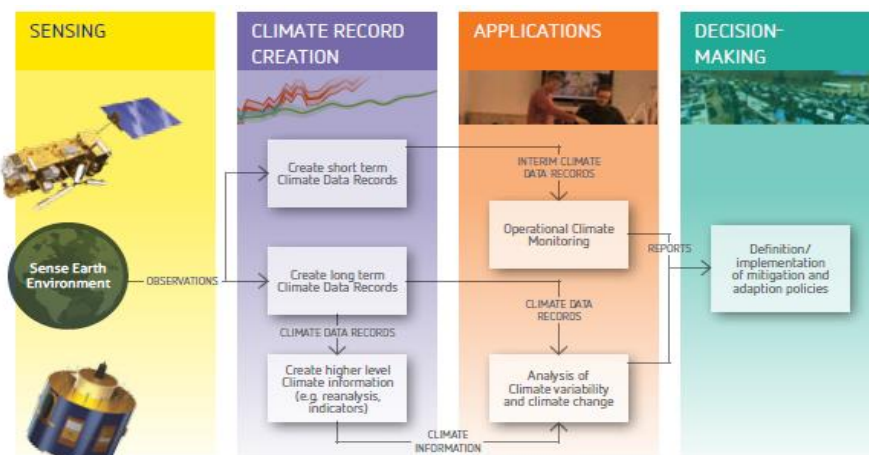 SENSING
CLIMATE RECORD
CREATION
APPLICATIONS
DECISION-
MAKING
Create short term
Climate Data Records
INTERIM CLIMATE
DATA RECORDS
Operational Climate
Monitoring
REPORTS
Definition/
implementation
of mitigation and
adaption policies
Sense Earth
Environment
OBSERVATIONS
Create long term
Climate Data Records
CLIMATE DATA RECORDS
CLIMATE DATA
RECORDS
Create higher level
Climate information
(e.g. reanalysis,
indicators)
Analysis of
Climate variability
and climate change
CLIMATE
INFORMATION